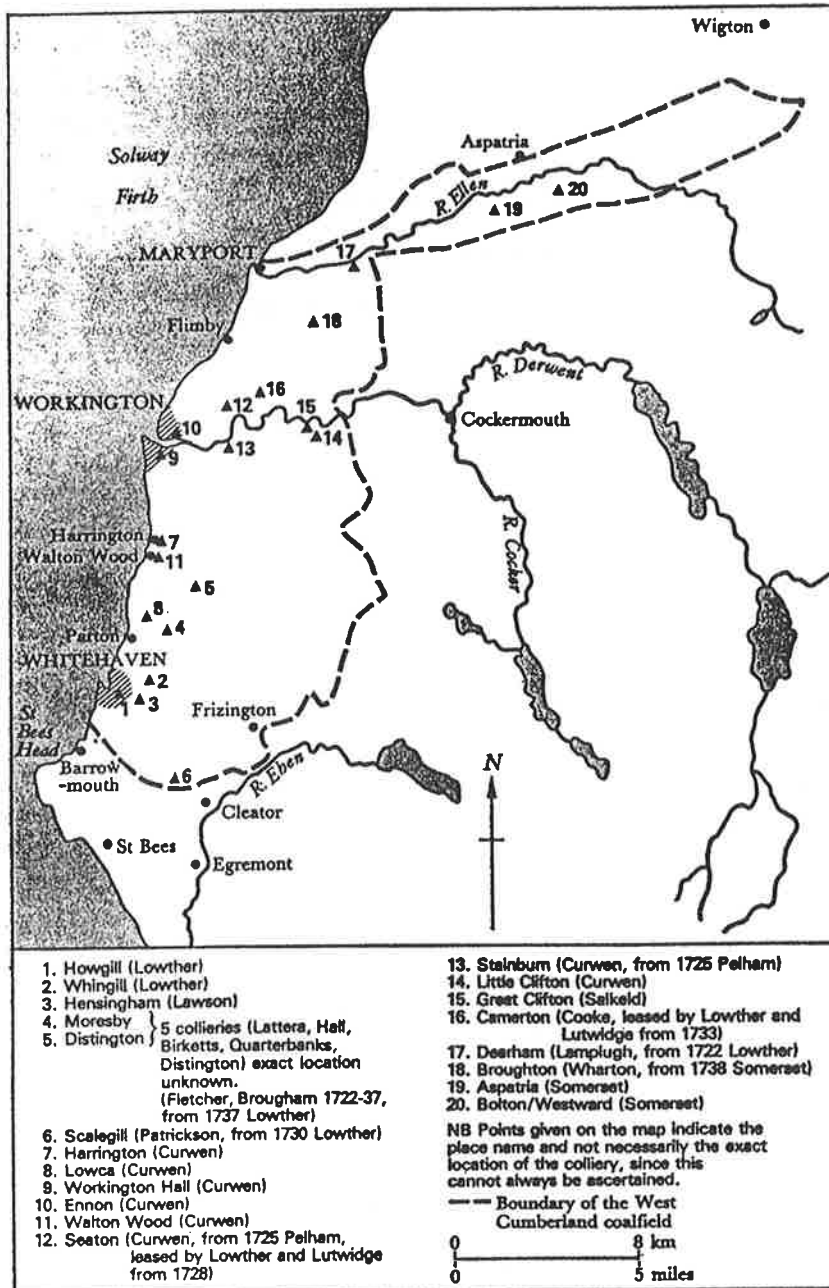 Wigton
Solway
Firth
Aspatria
R. Ellen
20
19
MARYPORT
17
18
Flimby
R. Derwent
WORKINGTON
16
12
15
10
Cockermouth
14
13
9
R. Cocker
Harrington
7
Walton Wood
11
5
8
4
Parton
WHITEHAVEN
2
1
3
Frizington
St
Bees
Head
N
Barrow
-mouth
6
R. Ehen
Cleator
St Bees
Egremont
1. Howgill (Lowther)
2. Whingill (Lowther)
3. Hensingham (Lawson)
4. Moresby
5. Distington
5 collieries (Lattera, Hall,
Birketts, Quarterbanks,
Distington) exact location
unknown.
(Fletcher, Brougham 1722-37,
from 1737 Lowther)
6. Scalegill (Patrickson, from 1730 Lowther)
7. Harrington (Curwen)
8. Lowca (Curwen)
9. Workington Hall (Curwen)
10. Ennon (Curwen)
11. Walton Wood (Curwen)
12. Seaton (Curwen, from 1725 Pelham,
leased by Lowther and Lutwidge
from 1728)
13. Stainburn (Curwen, from 1725 Pelham)
14. Little Clifton (Curwen)
15. Great Clifton (Salkeld)
16. Camerton (Cooke, leased by Lowther and
Lutwidge from 1733)
17. Dearham (Lamplugh, from 1722 Lowther)
18. Broughton (Wharton, from 1738 Somerset)
19. Aspatria (Somerset)
20. Bolton/Westward (Somerset)
NB Points given on the map indicate the
place name and not necessarily the exact
location of the colliery, since this
cannot always be ascertained.
Boundary of the West
Cumberland coalfield
0 8 km
0 5 miles